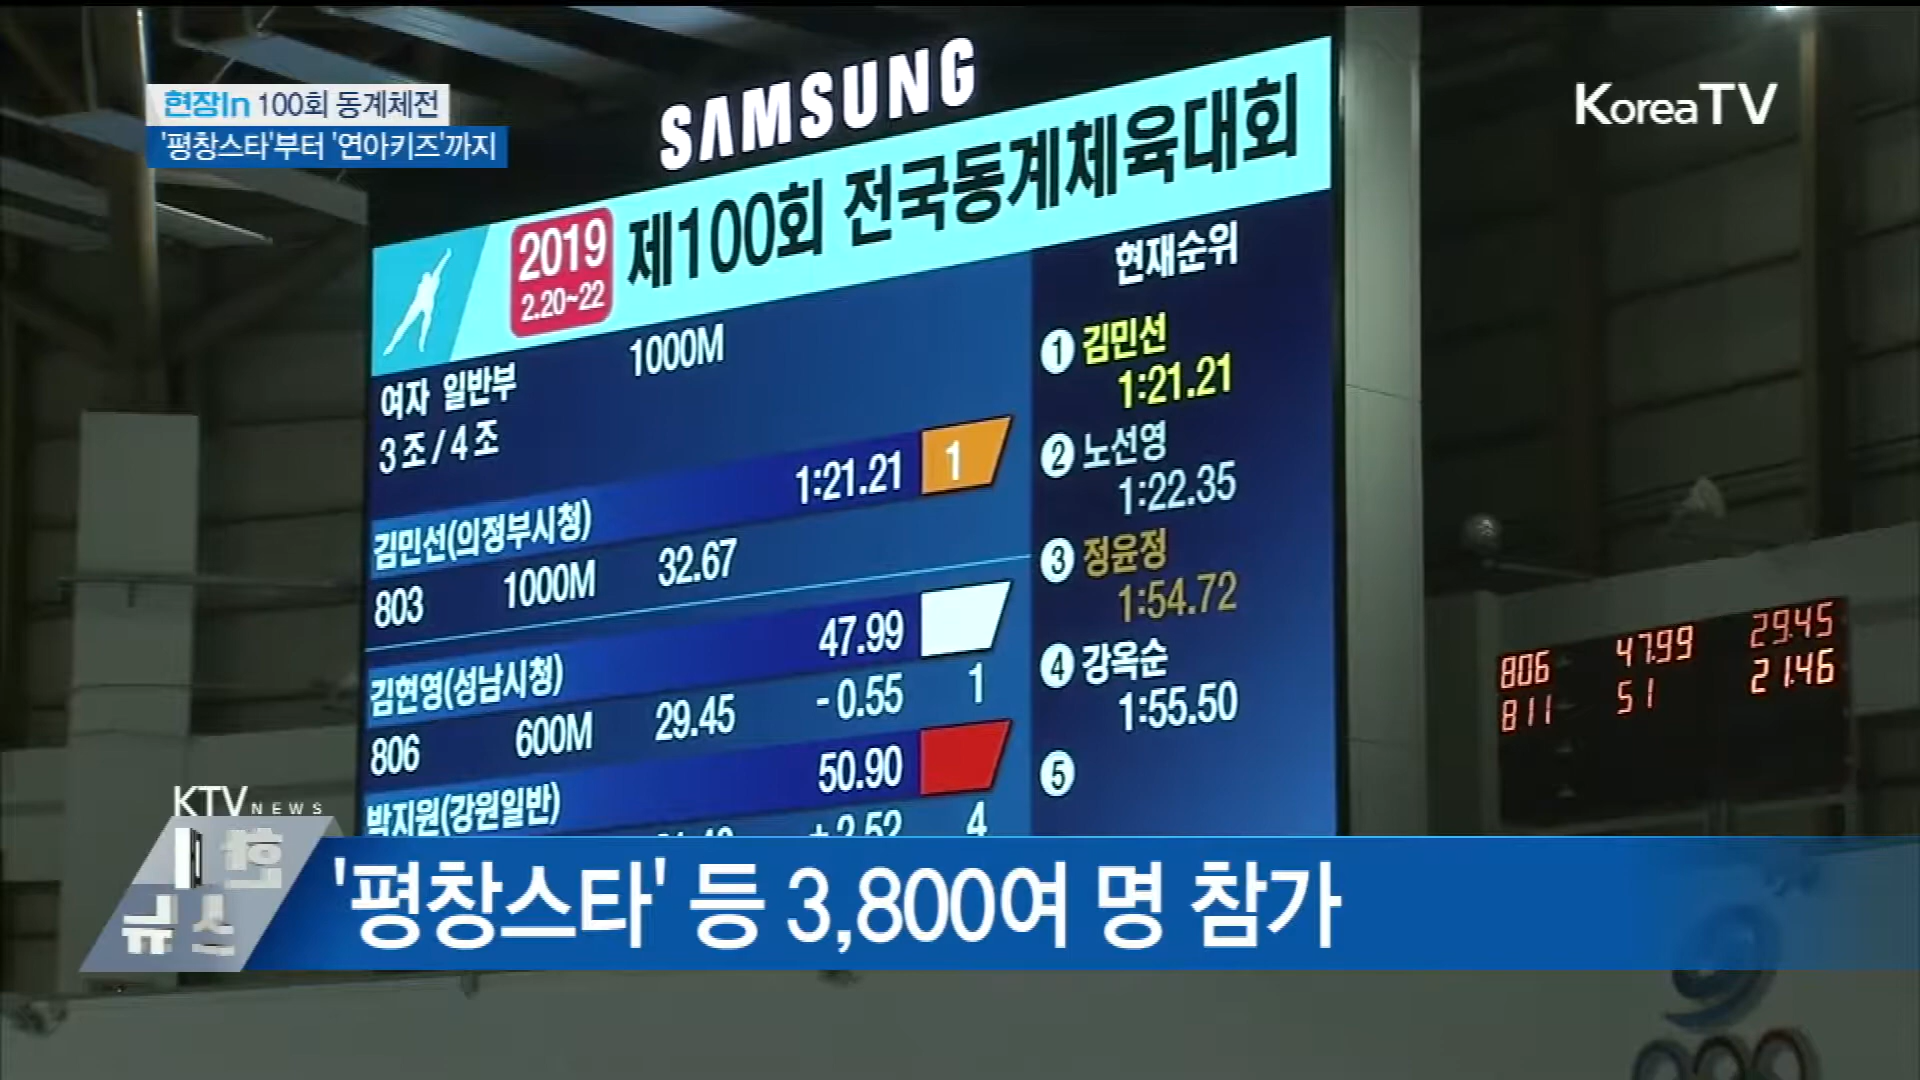 현장In 100회 동계체전
'평창스타'부터 '연아키즈'까지
KoreaTV
SAMSUNG
2019
2.20~22
제100회 전국동계체육대회
여자 일반부 1000M
3조/4조
1:21.21 1
김민선(의정부시청)
803 1000M 32.67
47.99
김현영(성남시청)
806 600M 29.45 -0.55 1
50.90
박지원(강원일반)
+2.52 4
현재순위
1 김민선
1:21.21
2 노선영
1:22.35
3 정윤정
1:54.72
4 강옥순
1:55.50
5
806 47.99 29.45
811 51 21.46
KTV NEWS
뉴스
'평창스타' 등 3,800여 명 참가